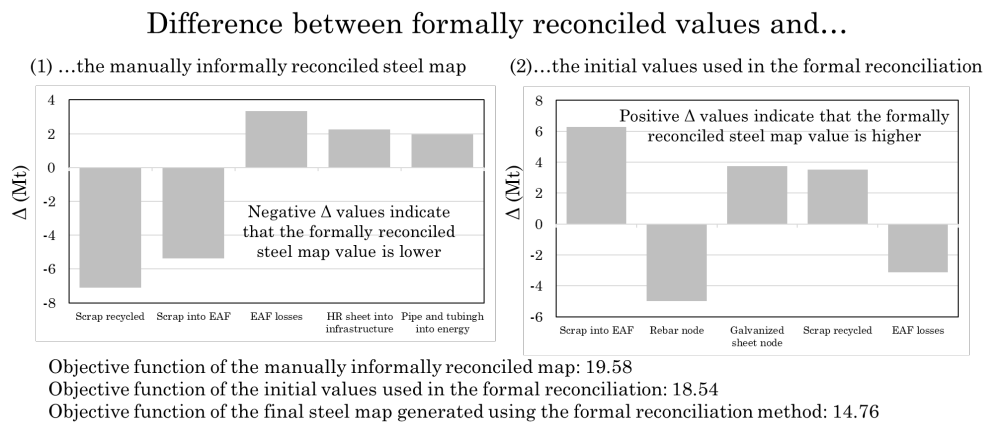 Difference between formally reconciled values and…
(1) …the manually informally reconciled steel map
4
2
0
-2
-4
-6
-8
Δ (Mt)
Negative Δ values indicate
that the formally reconciled
steel map value is lower
Scrap recycled
Scrap into EAF
EAF losses
HR sheet into
infrastructure
Pipe and tubingh
into energy
(2)…the initial values used in the formal reconciliation
8
6
4
2
0
-2
-4
-6
Δ (Mt)
Positive Δ values indicate that the formally
reconciled steel map value is higher
Scrap into EAF
Rebar node
Galvanized
sheet node
Scrap recycled
EAF losses
Objective function of the manually informally reconciled map: 19.58
Objective function of the initial values used in the formal reconciliation: 18.54
Objective function of the final steel map generated using the formal reconciliation method: 14.76